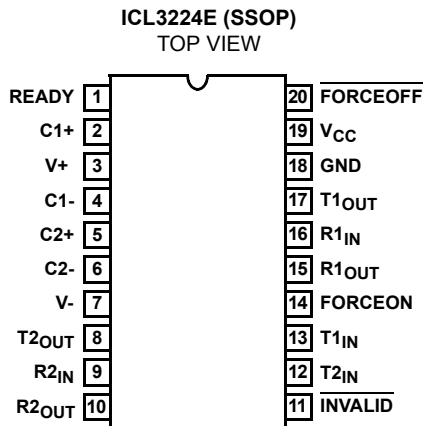 ICL3224E (SSOP)
TOP VIEW
READY 1 20 FORCEOFF
C1+ 2 19 VCC
V+ 3 18 GND
C1- 4 17 T1OUT
C2+ 5 16 R1IN
C2- 6 15 R1OUT
V- 7 14 FORCEON
T2OUT 8 13 T1IN
R2IN 9 12 T2IN
R2OUT 10 11 INVALID